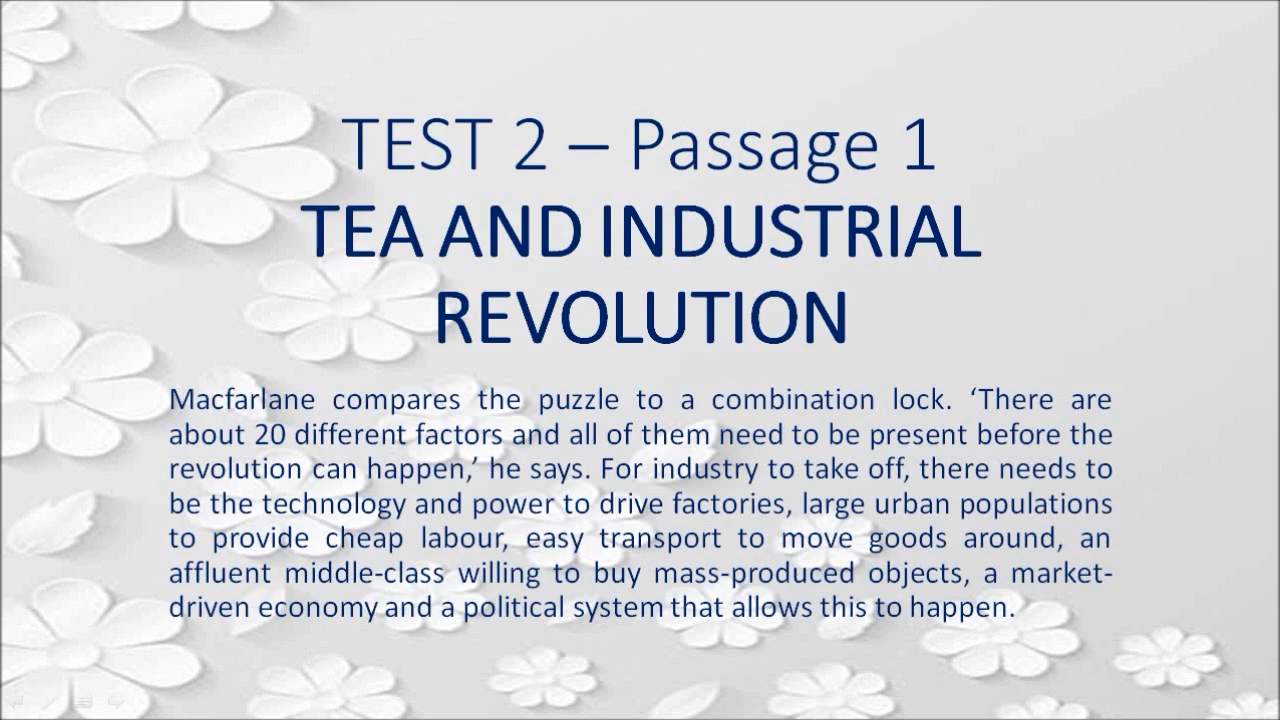 TEST 2 – Passage 1
TEA AND INDUSTRIAL
REVOLUTION
Macfarlane compares the puzzle to a combination lock. ‘There are
about 20 different factors and all of them need to be present before the
revolution can happen,’ he says. For industry to take off, there needs to
be the technology and power to drive factories, large urban populations
to provide cheap labour, easy transport to move goods around, an
affluent middle-class willing to buy mass-produced objects, a market-
driven economy and a political system that allows this to happen.